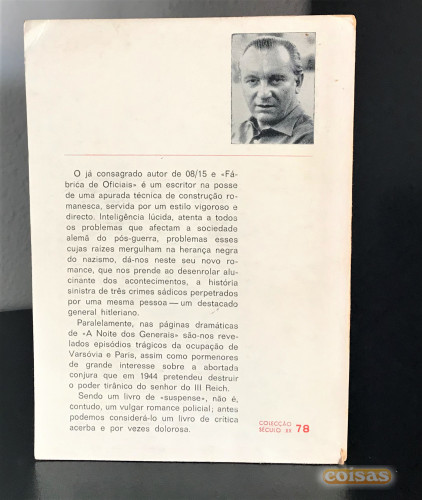 O já consagrado autor de 08/15 e «Fá-
brica de Oficiais» é um escritor na posse
de uma apurada técnica de construção ro-
manesca, servida por um estilo vigoroso e
directo. Inteligência lúcida, atenta a todos
os problemas que afectam a sociedade
alemã do pós-guerra, problemas esses
cujas raízes mergulham na herança negra
do nazismo, dá-nos neste seu novo ro-
mance, que nos prende ao desenrolar alu-
cinante dos acontecimentos, a história
sinistra de três crimes sádicos perpetrados
por uma mesma pessoa — um destacado
general hitleriano.
Paralelamente, nas páginas dramáticas
de «A Noite dos Generais» são-nos reve-
lados episódios trágicos da ocupação de
Varsóvia e Paris, assim como pormenores
de grande interesse sobre a abortada
conjura que em 1944 pretendeu destruir
o poder tirânico do senhor do III Reich.
Sendo um livro de «suspense», não é,
contudo, um vulgar romance policial; antes
podemos considerá-lo um livro de crítica
acerba e por vezes dolorosa.
COLECÇÃO
SÉCULO XX 78
coisas